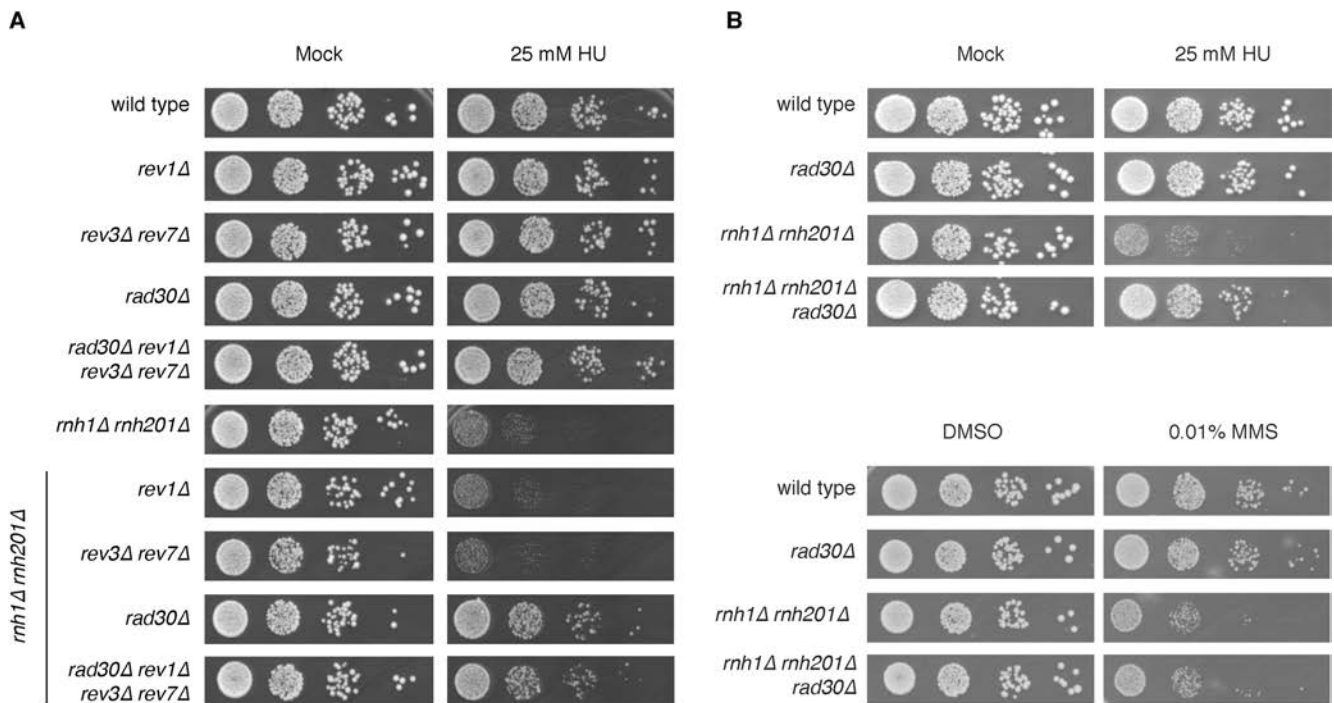 A
Mock
25 mM HU
wild type
rev1Δ
rev3Δ rev7Δ
rad30Δ
rad30Δ rev1Δ
rev3Δ rev7Δ
rnh1Δ rnh201Δ
rnh1Δ rnh201Δ
rev1Δ
rev3Δ rev7Δ
rad30Δ
rad30Δ rev1Δ
rev3Δ rev7Δ
B
Mock
25 mM HU
wild type
rad30Δ
rnh1Δ rnh201Δ
rnh1Δ rnh201Δ
rad30Δ
DMSO
0.01% MMS
wild type
rad30Δ
rnh1Δ rnh201Δ
rnh1Δ rnh201Δ
rad30Δ